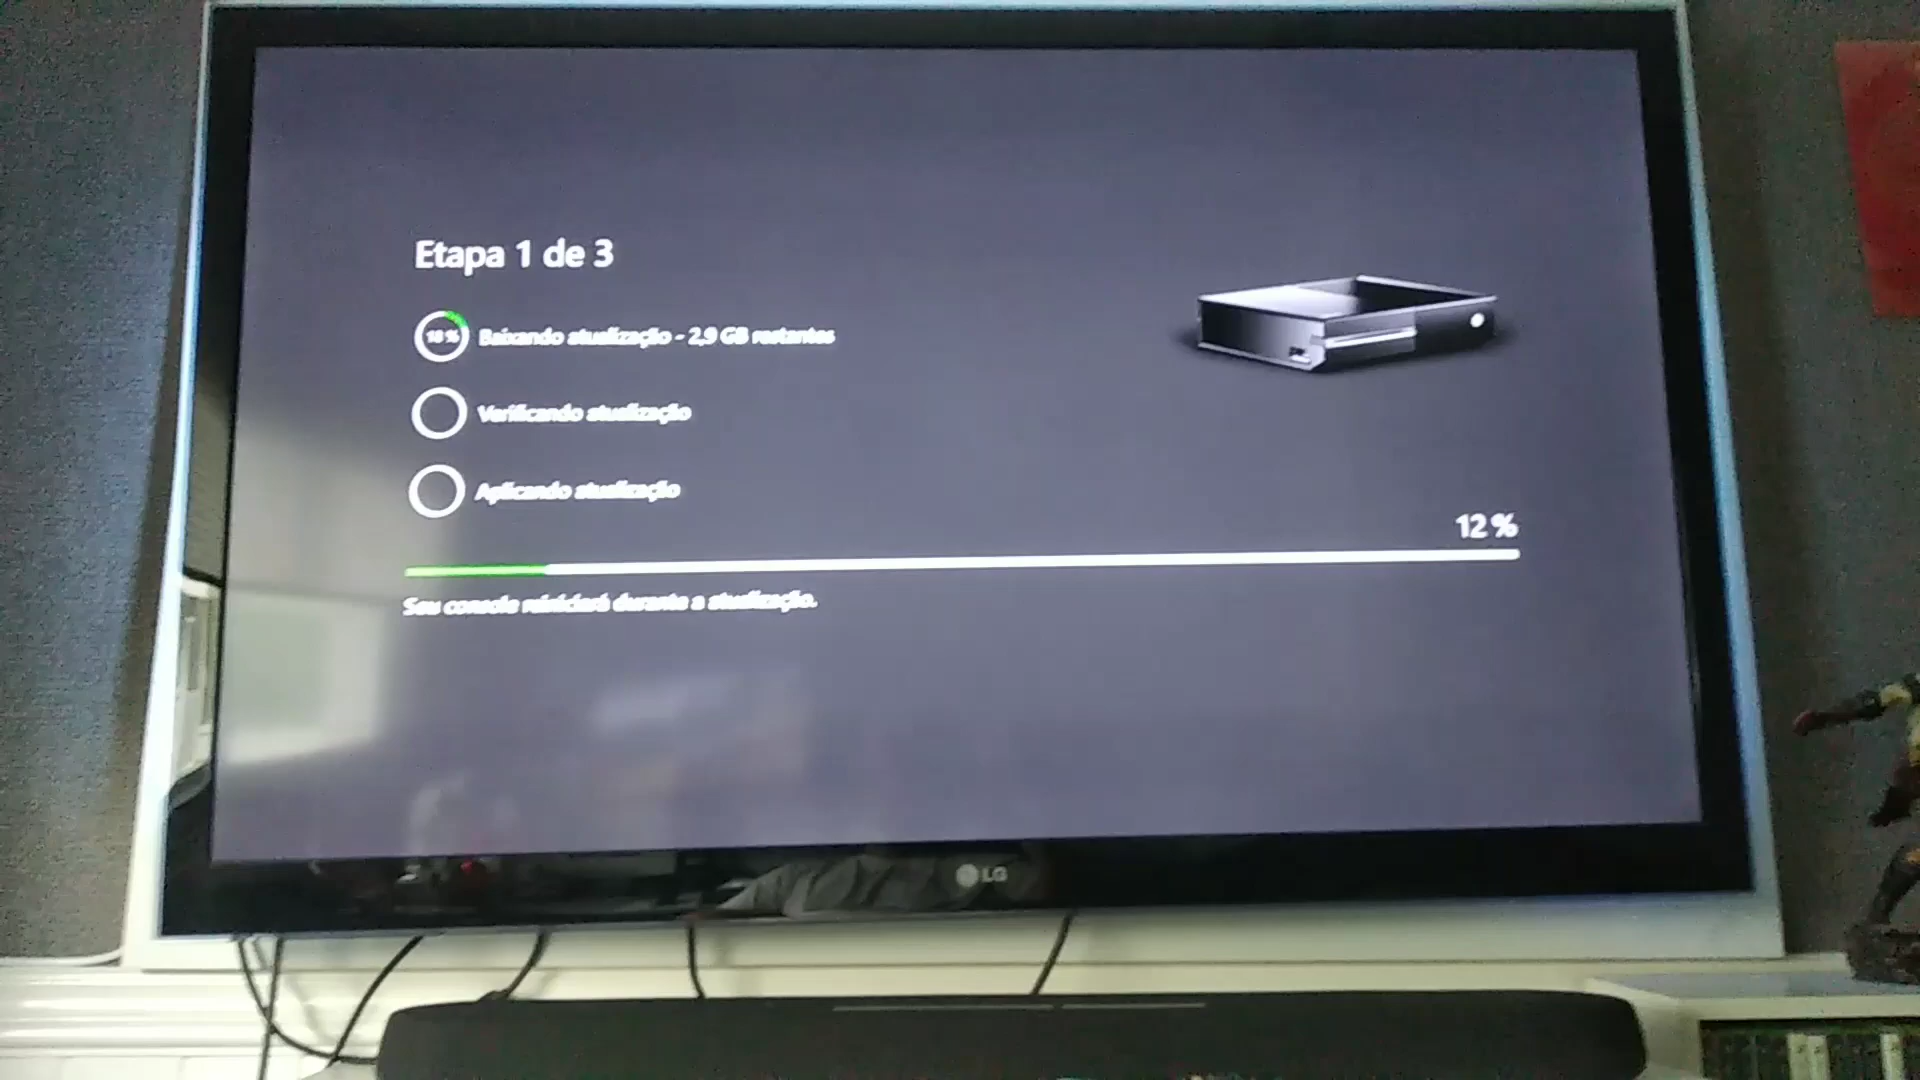 Etapa 1 de 3
18 % Baixando atualização - 2,9 GB restantes
Verificando atualização
Aplicando atualização
12 %
Seu console reiniciará durante a atualização.
LG